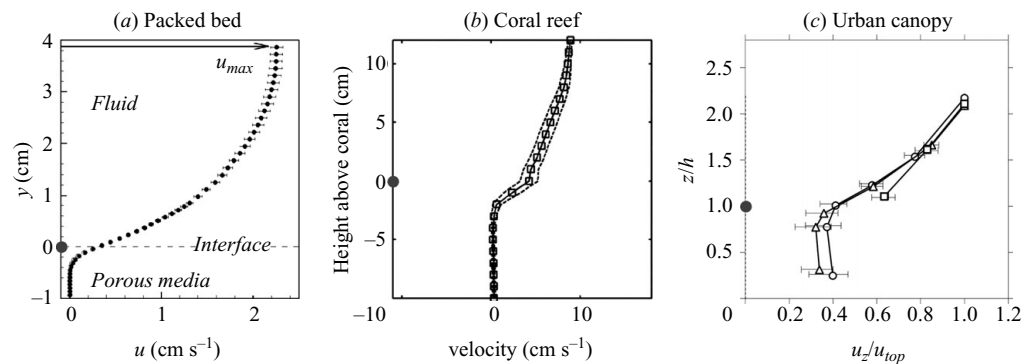 (a) Packed bed
(b) Coral reef
(c) Urban canopy
4
3
2
1
0
–1
y (cm)
u_max
Fluid
Interface
Porous media
0
1
2
u (cm s⁻¹)
10
5
0
–5
–10
Height above coral (cm)
0
10
velocity (cm s⁻¹)
2.5
2.0
1.5
1.0
0.5
0
z/h
0.2
0.4
0.6
0.8
1.0
1.2
u_z/u_top